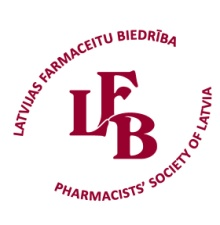 LATVIJAS FARMACEITU BIEDRĪBA
LFB
PHARMACISTS' SOCIETY OF LATVIA